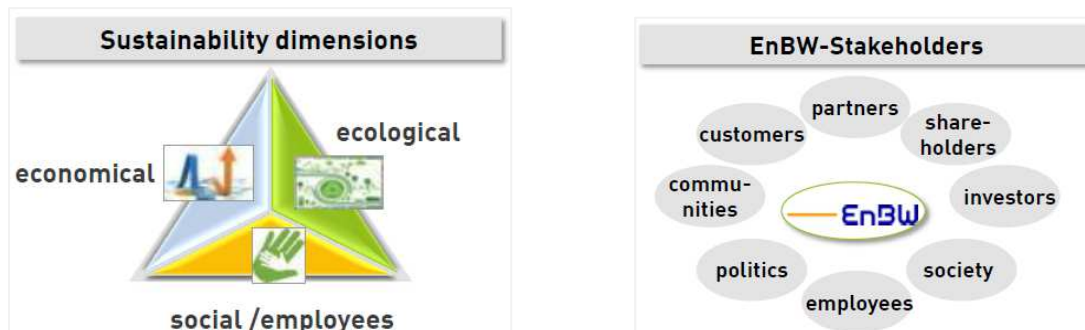 Sustainability dimensions
ecological
economical
social /employees
EnBW-Stakeholders
partners
customers
share-
holders
commu-
nities
investors
EnBW
politics
society
employees